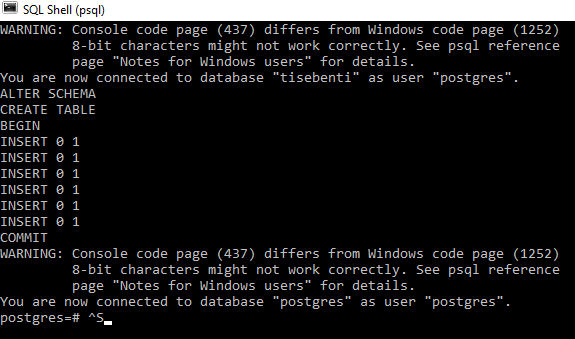 SQL Shell (psql)
WARNING: Console code page (437) differs from Windows code page (1252)
8-bit characters might not work correctly. See psql reference
page "Notes for Windows users" for details.
You are now connected to database "tisebenti" as user "postgres".
ALTER SCHEMA
CREATE TABLE
BEGIN
INSERT 0 1
INSERT 0 1
INSERT 0 1
INSERT 0 1
INSERT 0 1
INSERT 0 1
COMMIT
WARNING: Console code page (437) differs from Windows code page (1252)
8-bit characters might not work correctly. See psql reference
page "Notes for Windows users" for details.
You are now connected to database "postgres" as user "postgres".
postgres=# ^S